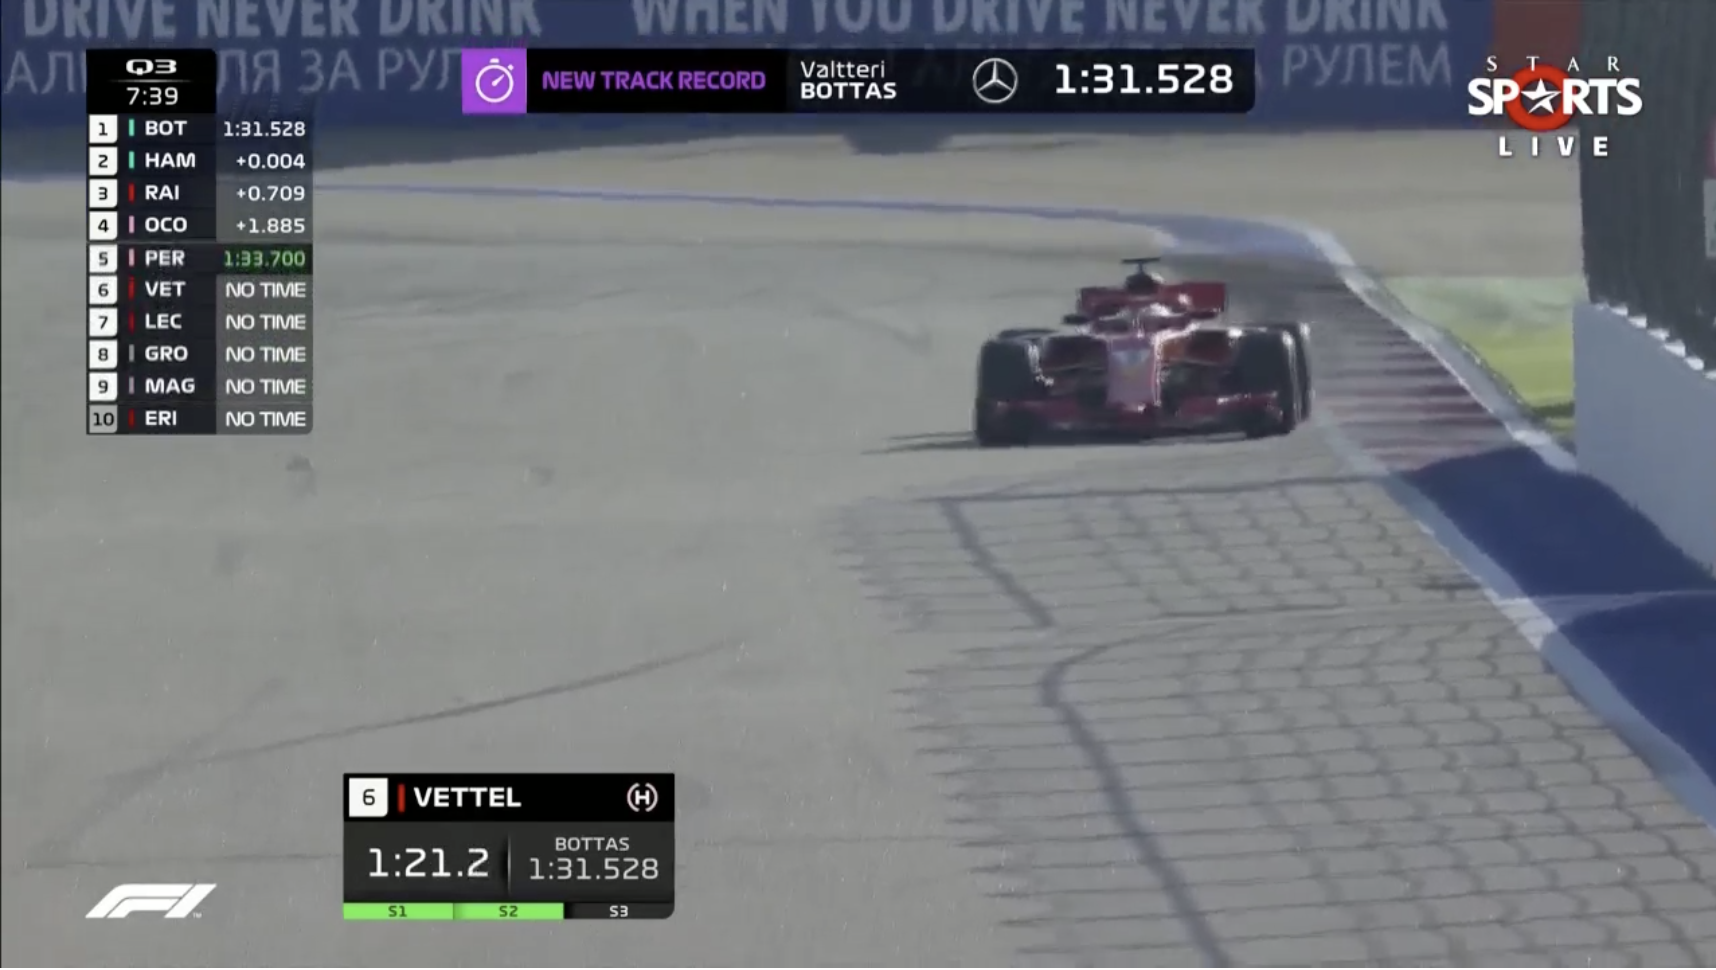 DRIVE NEVER DRINK
WHEN YOU DRIVE NEVER DRINK
ЗА РУЛЕМ
Q3
7:39
1 BOT 1:31.528
2 HAM +0.004
3 RAI +0.709
4 OCO +1.885
5 PER 1:33.700
6 VET NO TIME
7 LEC NO TIME
8 GRO NO TIME
9 MAG NO TIME
10 ERI NO TIME
NEW TRACK RECORD
Valtteri
BOTTAS
1:31.528
STAR
SPORTS
LIVE
6 VETTEL H
1:21.2
BOTTAS
1:31.528
S1 S2 S3
F1